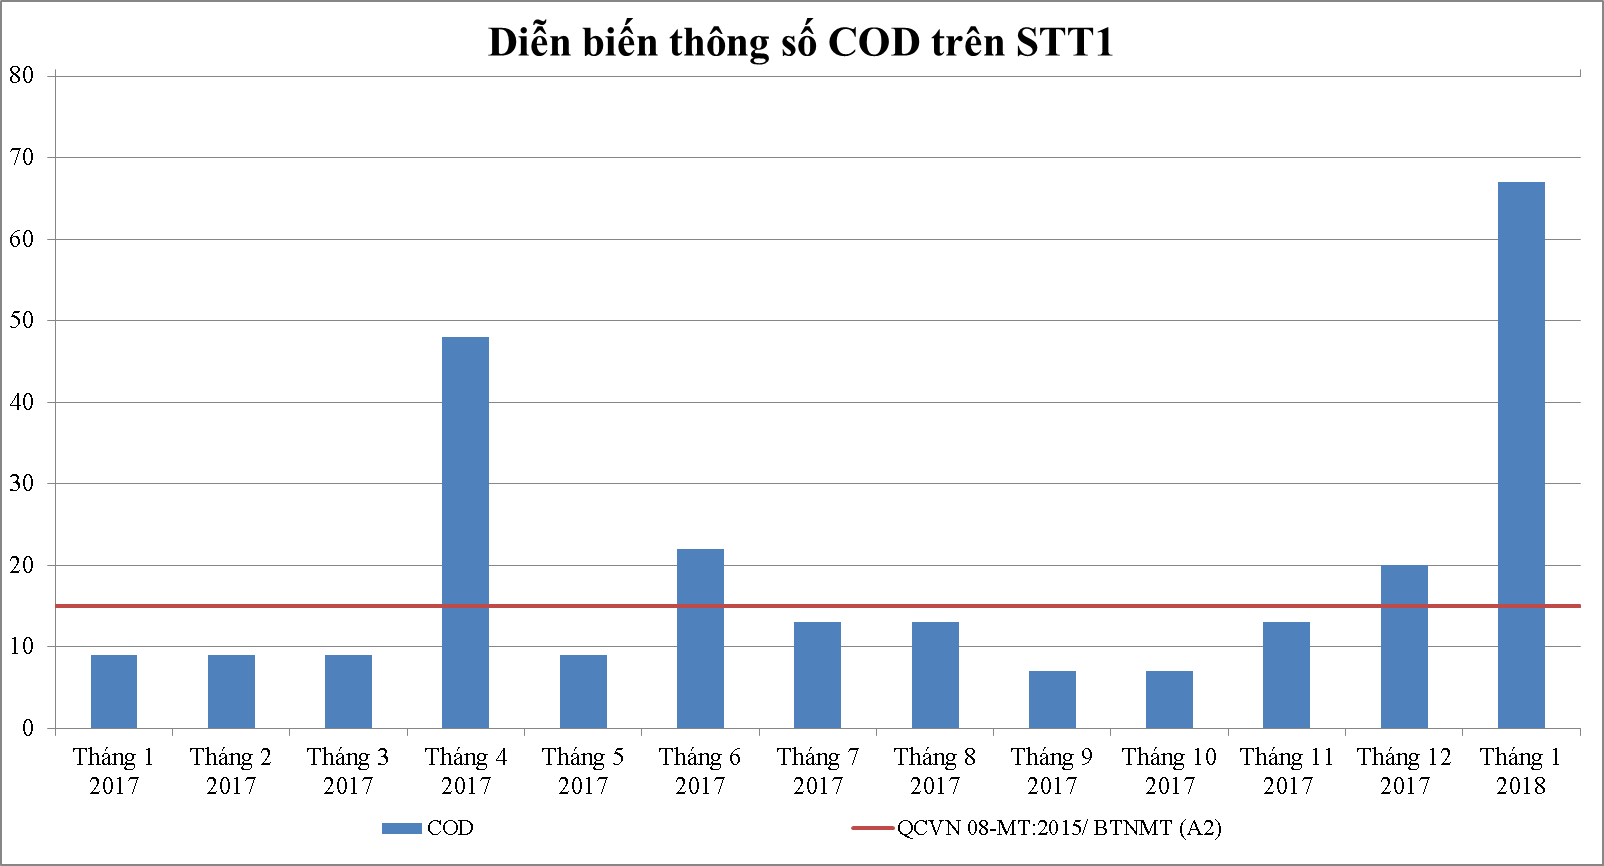 Diễn biến thông số COD trên STT1
80
70
60
50
40
30
20
10
0
Tháng 1 2017
Tháng 2 2017
Tháng 3 2017
Tháng 4 2017
Tháng 5 2017
Tháng 6 2017
Tháng 7 2017
Tháng 8 2017
Tháng 9 2017
Tháng 10 2017
Tháng 11 2017
Tháng 12 2017
Tháng 1 2018
COD
QCVN 08-MT:2015/ BTNMT (A2)